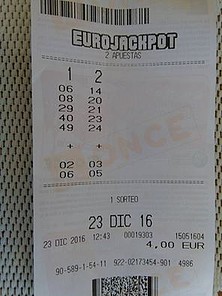 EUROJACKPOT
2 APUESTAS
1 2
06 14
08 20
29 21
40 23
49 24
+ +
02 03
06 05
1 SORTEO
23 DIC 16
23 DIC 2016 12:43 00019303 15051604
4,00 EUR
90-589-1-54-11 922-02173454-901 4986